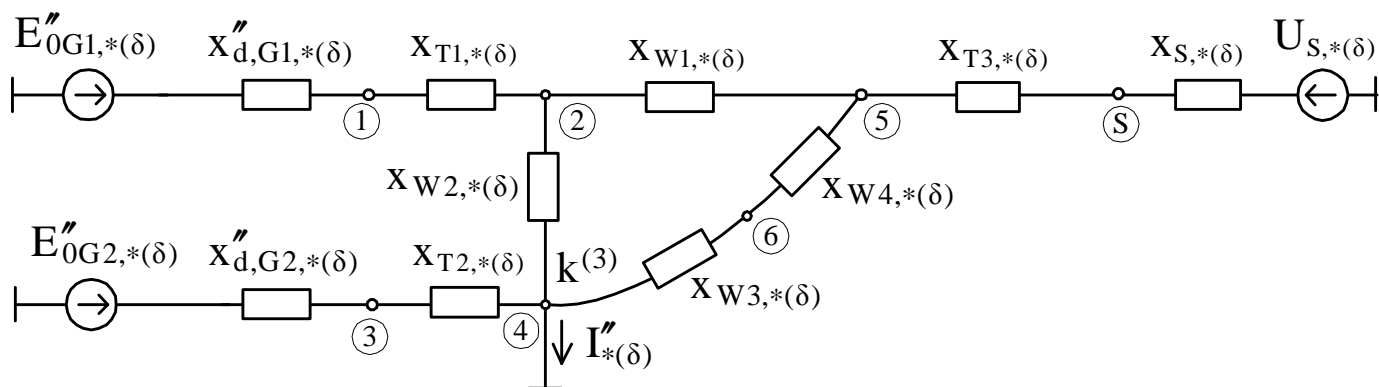 E″0G1,*(δ) x″d,G1,*(δ) xT1,*(δ) xW1,*(δ) xT3,*(δ) xS,*(δ) US,*(δ)
1 2 5 S
xW2,*(δ) xW4,*(δ)
6
E″0G2,*(δ) x″d,G2,*(δ) xT2,*(δ) k(3) xW3,*(δ)
3 4 I″*(δ)